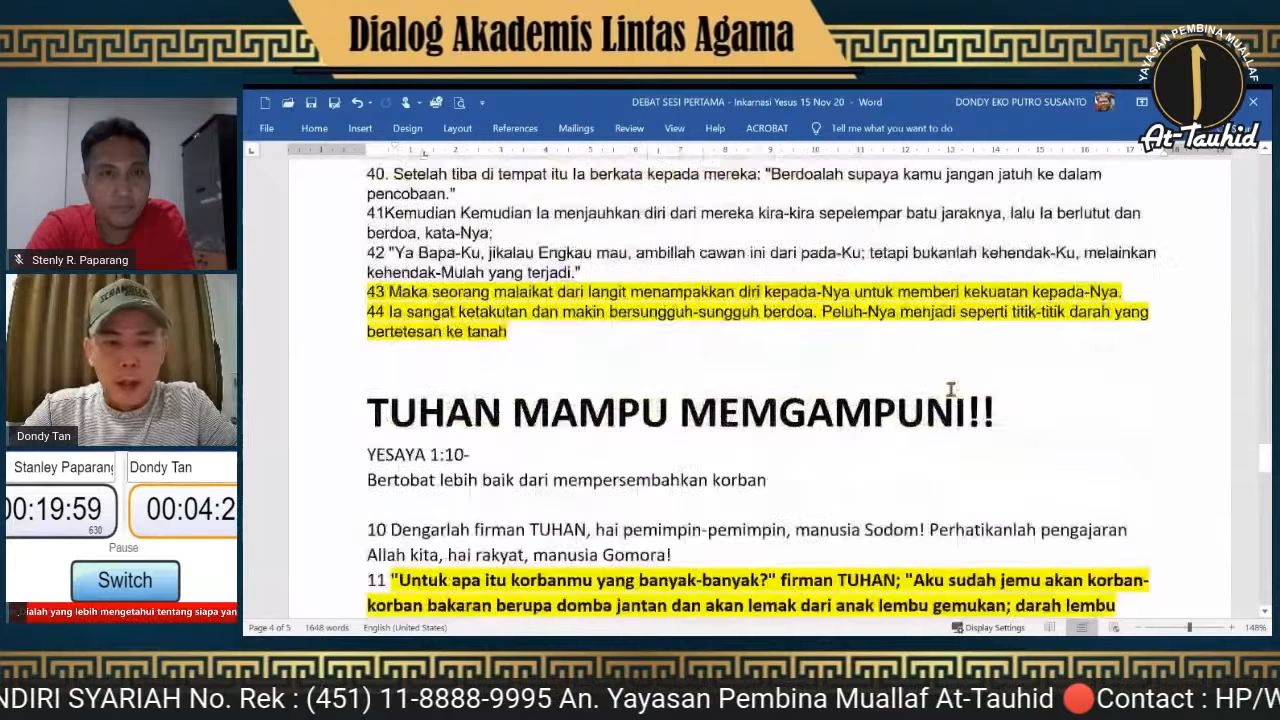 Dialog Akademis Lintas Agama
YAYASAN PEMBINA MUALLAF
At-Tauhid
DEBAT SESI PERTAMA - Inkarnasi Yesus 15 Nov 20 - Word
DONDY EKO PUTRO SUSANTO
File Home Insert Design Layout References Mailings Review View Help ACROBAT Tell me what you want to do
40. Setelah tiba di tempat itu Ia berkata kepada mereka: "Berdoalah supaya kamu jangan jatuh ke dalam
pencobaan."
41Kemudian Kemudian Ia menjauhkan diri dari mereka kira-kira sepelempar batu jaraknya, lalu Ia berlutut dan
berdoa, kata-Nya;
42 "Ya Bapa-Ku, jikalau Engkau mau, ambillah cawan ini dari pada-Ku; tetapi bukanlah kehendak-Ku, melainkan
kehendak-Mulah yang terjadi."
43 Maka seorang malaikat dari langit menampakkan diri kepada-Nya untuk memberi kekuatan kepada-Nya.
44 Ia sangat ketakutan dan makin bersungguh-sungguh berdoa. Peluh-Nya menjadi seperti titik-titik darah yang
bertetesan ke tanah
TUHAN MAMPU MEMGAMPUNI!!
YESAYA 1:10-
Bertobat lebih baik dari mempersembahkan korban
10 Dengarlah firman TUHAN, hai pemimpin-pemimpin, manusia Sodom! Perhatikanlah pengajaran
Allah kita, hai rakyat, manusia Gomora!
11 "Untuk apa itu korbanmu yang banyak-banyak?" firman TUHAN; "Aku sudah jemu akan korban-
korban bakaran berupa domba jantan dan akan lemak dari anak lembu gemukan; darah lembu
Page 4 of 5 1648 words English (United States)
Display Settings
148%
Stenly R. Paparang
Dondy Tan
Stanley Paparang Dondy Tan
00:19:59
630
00:04:2
Pause
Switch
ialah yang lebih mengetahui tentang siapa yan
NDIRI SYARIAH No. Rek : (451) 11-8888-9995 An. Yayasan Pembina Muallaf At-Tauhid 🔴Contact : HP/W